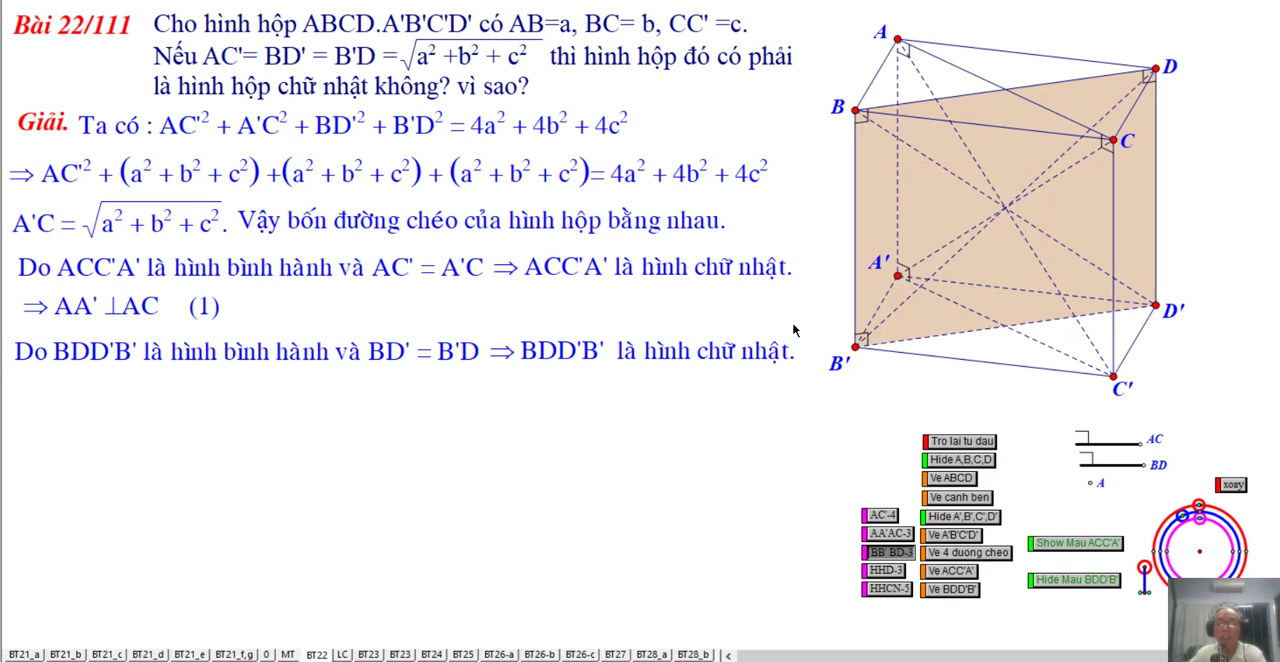 Bài 22/111 Cho hình hộp ABCD.A'B'C'D' có AB=a, BC= b, CC' =c.
Nếu AC'= BD' = B'D =√a² +b² + c² thì hình hộp đó có phải
là hình hộp chữ nhật không? vì sao?
Giải. Ta có : AC'² + A'C² + BD'² + B'D² = 4a² + 4b² + 4c²
⇒ AC'² + (a² + b² + c²) +(a² + b² + c²) + (a² + b² + c²)= 4a² + 4b² + 4c²
A'C = √a² + b² + c². Vậy bốn đường chéo của hình hộp bằng nhau.
Do ACC'A' là hình bình hành và AC' = A'C ⇒ ACC'A' là hình chữ nhật.
⇒ AA' ⊥AC (1)
Do BDD'B' là hình bình hành và BD' = B'D ⇒ BDD'B' là hình chữ nhật.
A
D
B
C
A'
D'
B'
C'
Tro lai tu dau
Hide A,B,C,D
Ve ABCD
Ve canh ben
Hide A',B',C',D'
Ve A'B'C'D'
Ve 4 duong cheo
Ve ACC'A'
Ve BDD'B'
AC'-4
AA'AC-3
BB' BD-3
HHD-3
HHCN-5
Show Mau ACC'A'
Hide Mau BDD'B'
AC
BD
A
xoay
BT21_a BT21_b BT21_c BT21_d BT21_e BT21_f,g 0 MT BT22 LC BT23 BT23 BT24 BT25 BT26-a BT26-b BT26-c BT27 BT28_a BT28_b